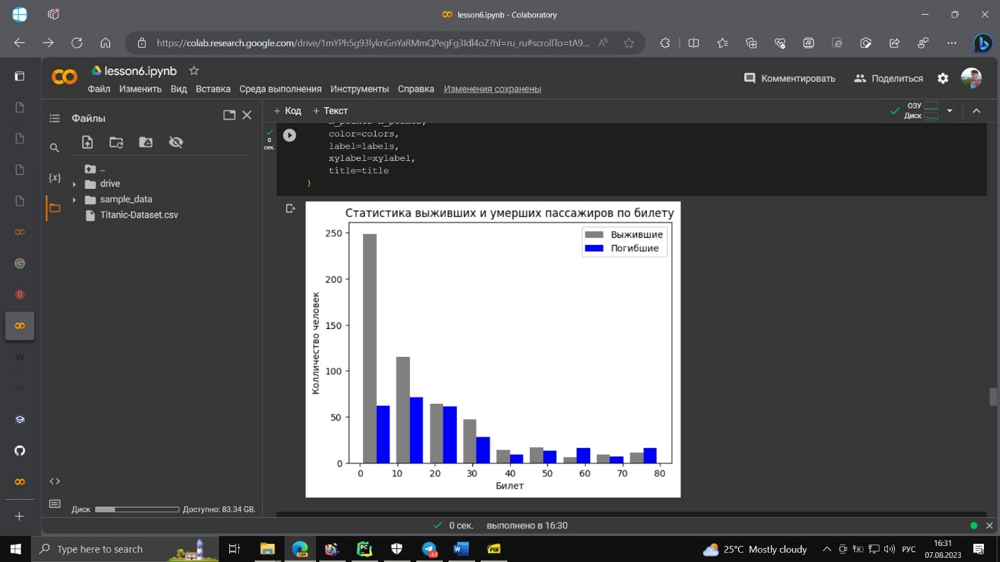 lesson6.ipynb - Colaboratory
https://colab.research.google.com/drive/1mYPh5g93lyknGnYaRMmQPegFg3Idl4oZ?hl=ru_ru#scrollTo=tA9...
lesson6.ipynb
Файл Изменить Вид Вставка Среда выполнения Инструменты Справка Изменения сохранены
Комментировать
Поделиться
Файлы
..
drive
sample_data
Titanic-Dataset.csv
{x}
Диск
Доступно: 83.34 GB.
+ Код + Текст
ОЗУ
Диск
0
сек.
color=colors,
label=labels,
xylabel=xylabel,
title=title
)
Статистика выживших и умерших пассажиров по билету
Выжившие
Погибшие
Колличество человек
250
200
150
100
50
0
0 10 20 30 40 50 60 70 80
Билет
0 сек. выполнено в 16:30
Type here to search
25°C Mostly cloudy
РУС
16:31
07.08.2023